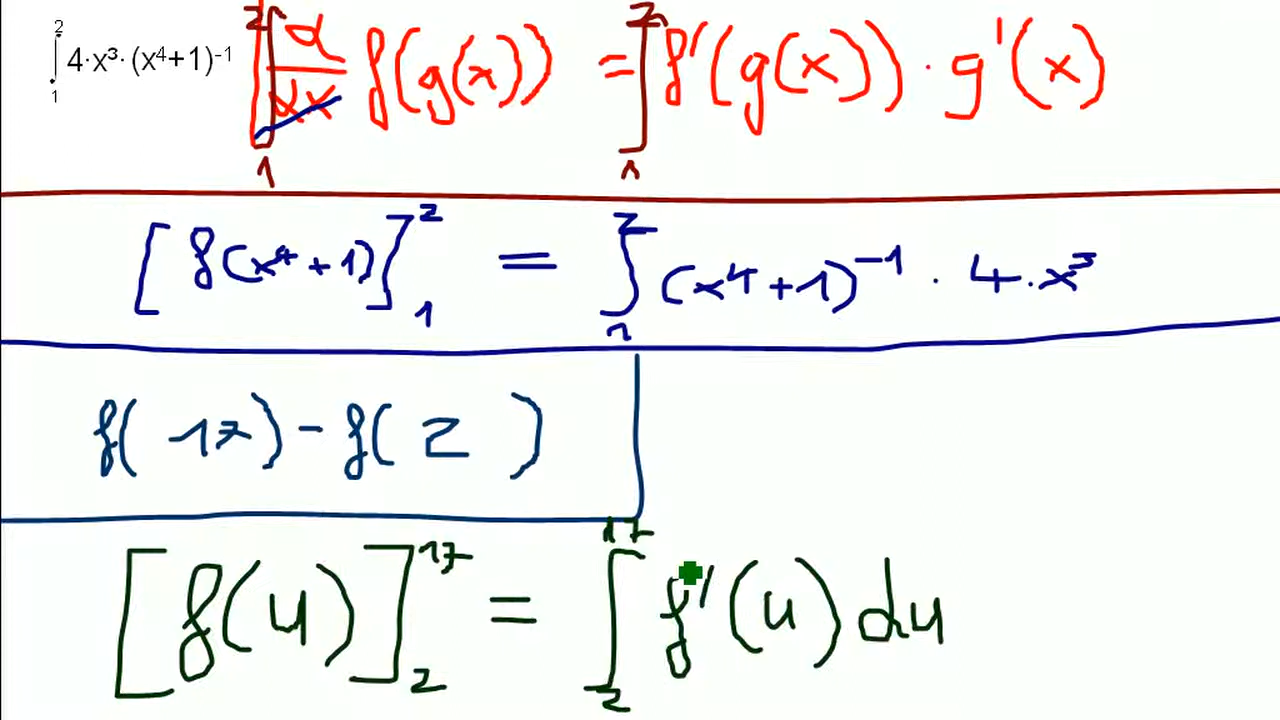 ∫₁² 4·x³·(x⁴+1)⁻¹ ∫₁² d/dx f(g(x)) = ∫₁² f'(g(x)) · g'(x)
[f(x⁴+1)]₁² = ∫₁² (x⁴+1)⁻¹ · 4·x³
f(17) - f(2)
[f(u)]₂¹⁷ = ∫₂¹⁷ f'(u) du